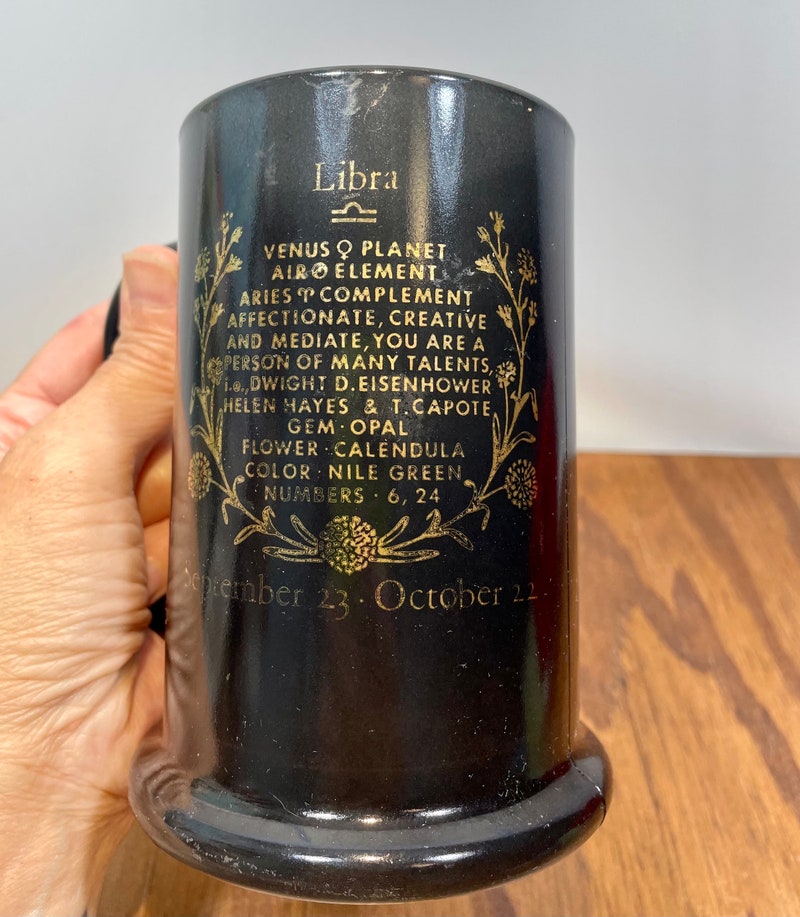 Libra
♎
VENUS ♀ PLANET
AIR ELEMENT
ARIES ♈ COMPLEMENT
AFFECTIONATE, CREATIVE
AND MEDIATE, YOU ARE A
PERSON OF MANY TALENTS,
i.e., DWIGHT D. EISENHOWER
HELEN HAYES & T. CAPOTE
GEM · OPAL
FLOWER · CALENDULA
COLOR · NILE GREEN
NUMBERS · 6, 24
September 23 · October 22